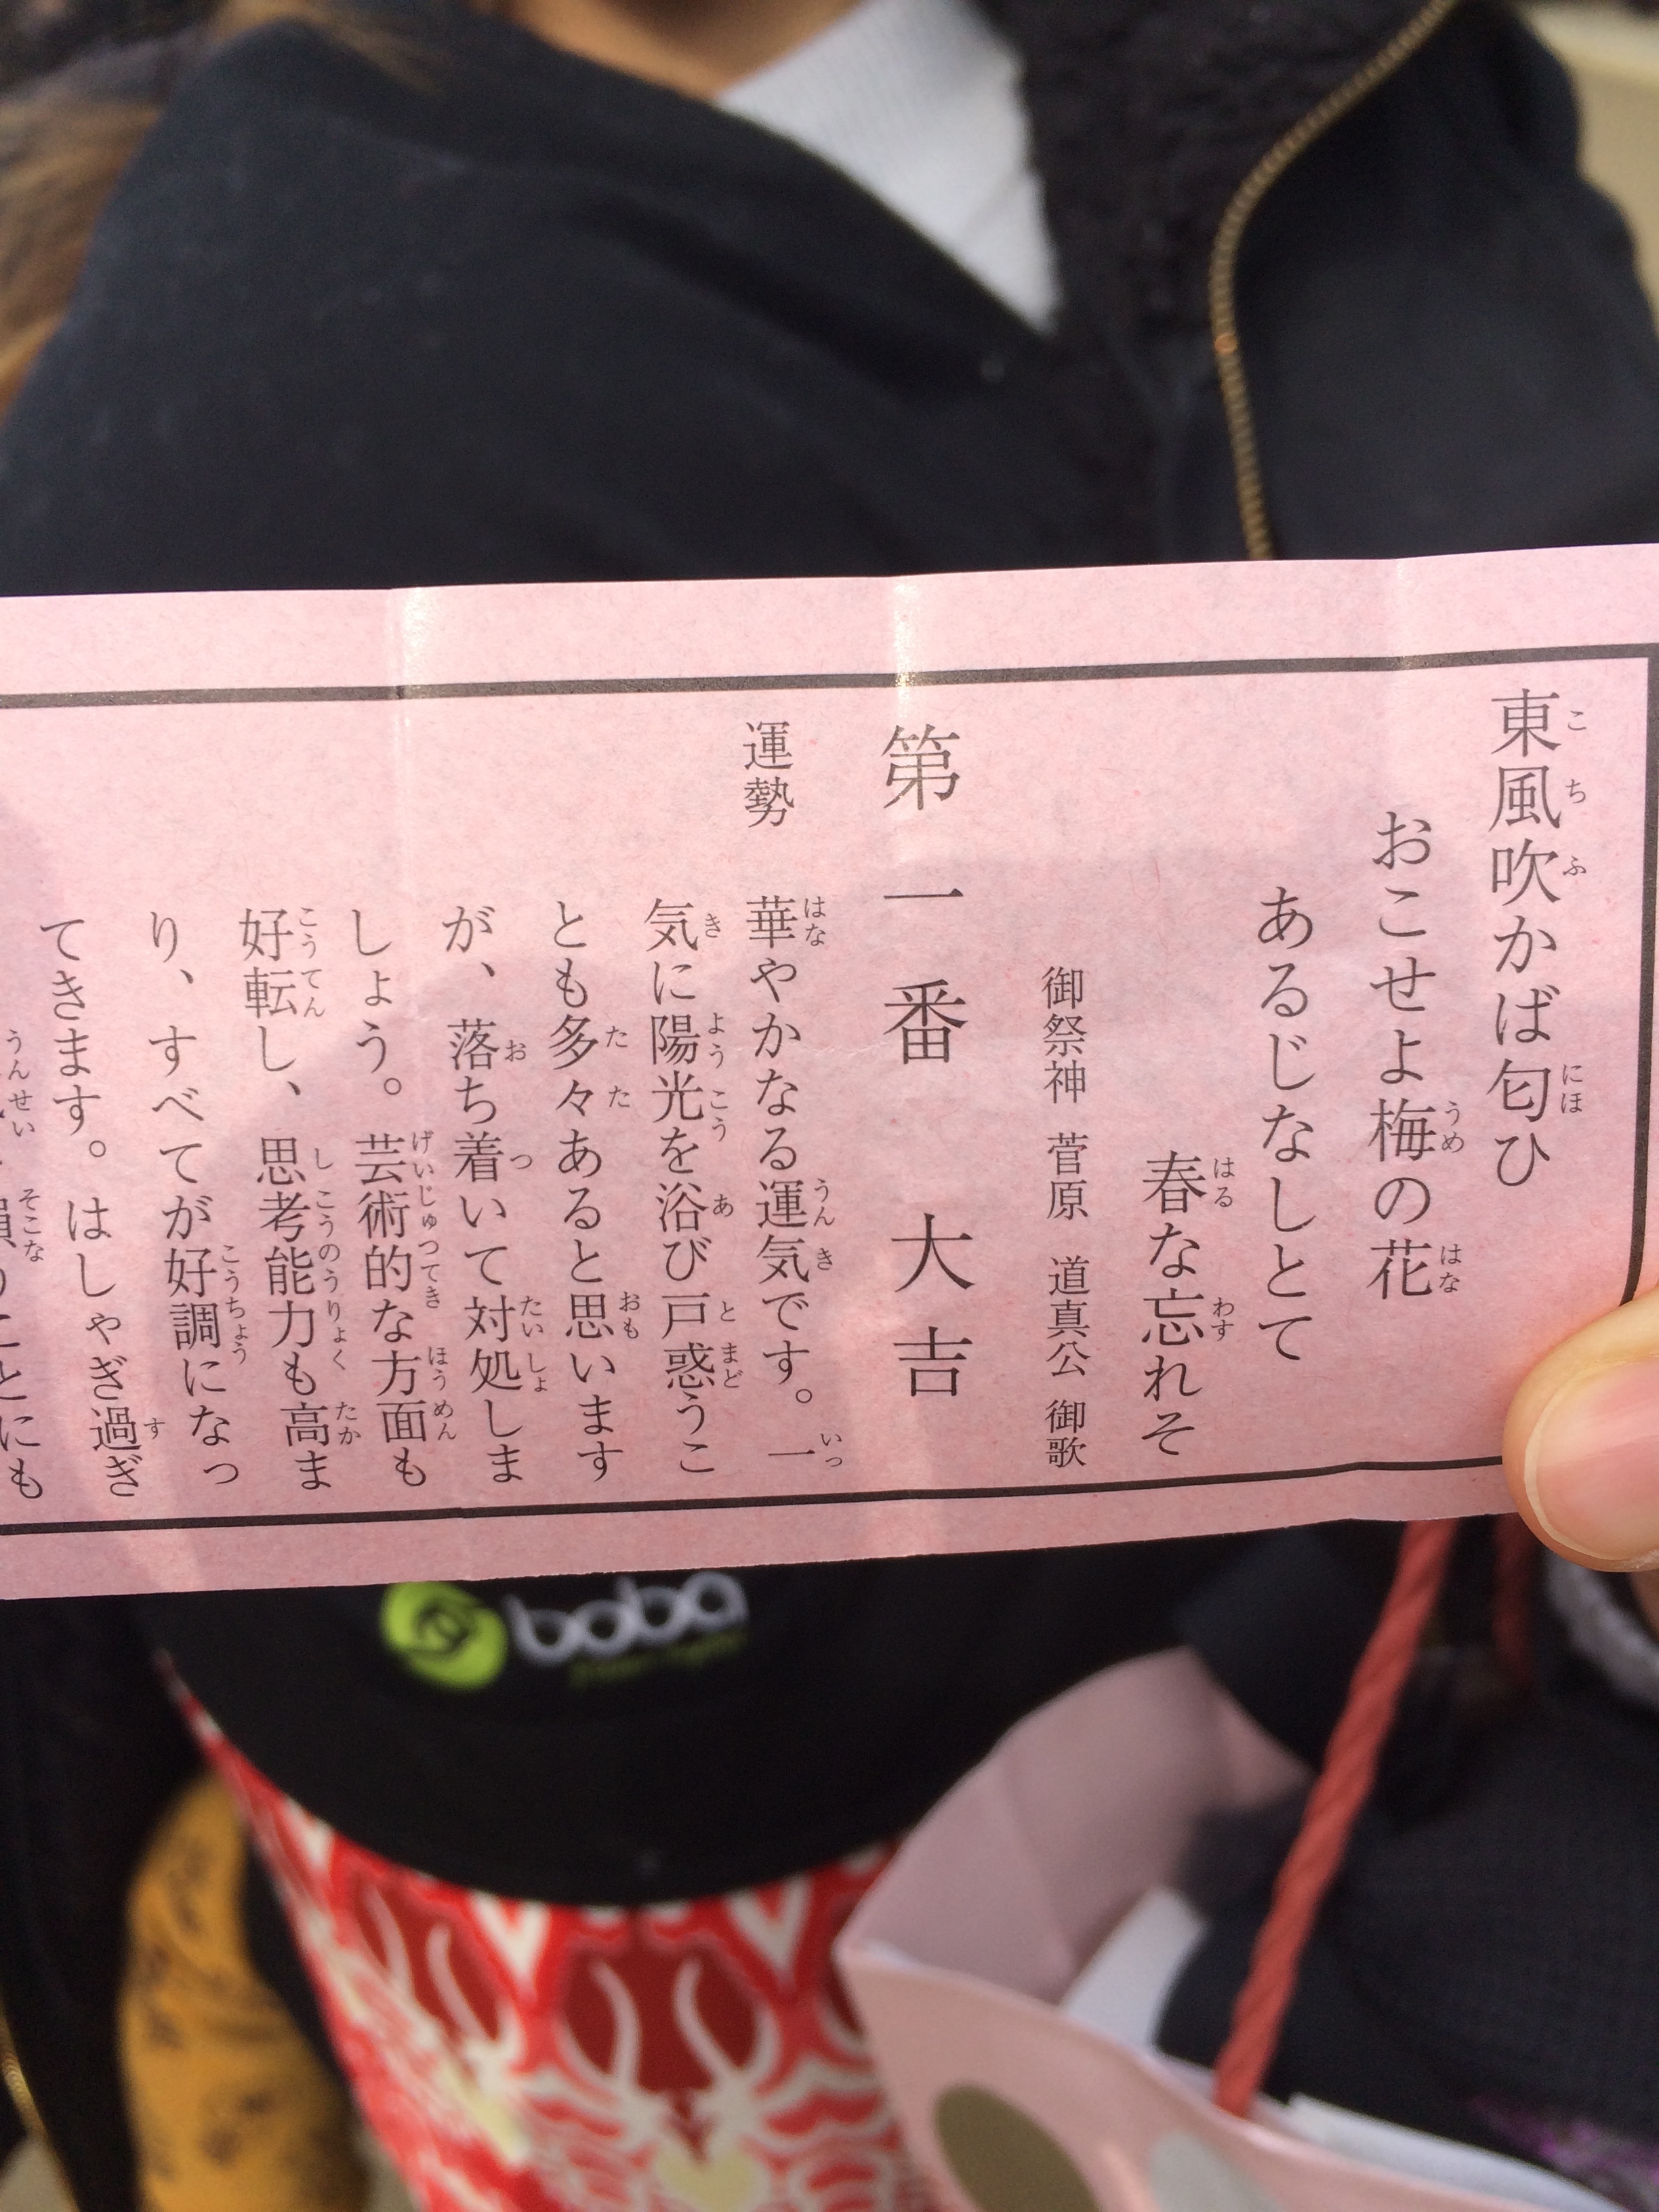 東風吹かば匂ひ
おこせよ梅の花
あるじなしとて
春な忘れそ
御祭神 菅原 道真公 御歌
第一番 大吉
運勢 華やかなる運気です。一
気に陽光を浴び戸惑うこ
とも多々あると思います
が、落ち着いて対処しま
しょう。芸術的な方面も
好転し、思考能力も高ま
り、すべてが好調になっ
てきます。はしゃぎ過ぎ
ことにも
boba